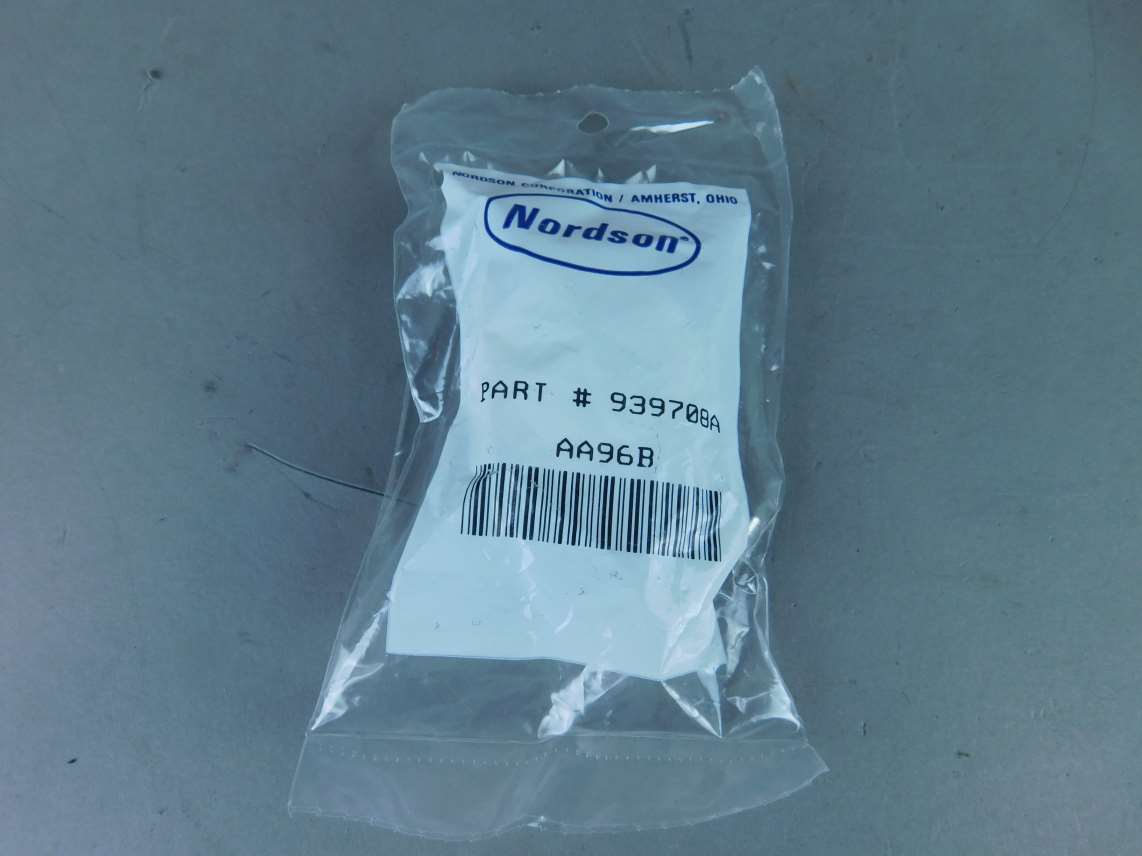 NORDSON CORPORATION / AMHERST, OHIO
Nordson®
PART # 939708A
AA96B